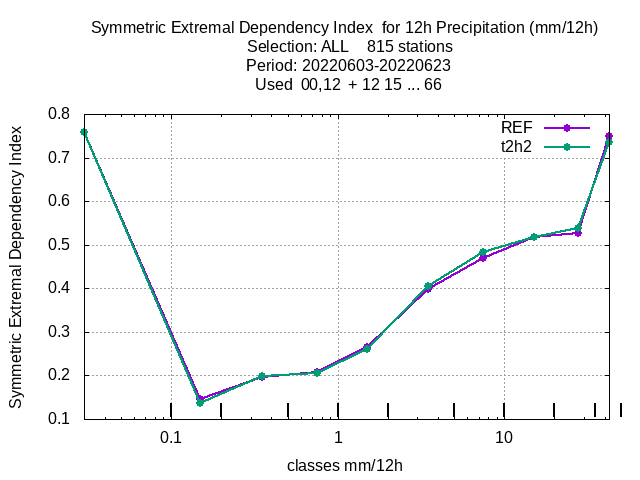 Symmetric Extremal Dependency Index  for 12h Precipitation (mm/12h)
Selection: ALL    815 stations
Period: 20220603-20220623
Used  00,12  + 12 15 ... 66
REF
t2h2
Symmetric Extremal Dependency Index
0.8
0.7
0.6
0.5
0.4
0.3
0.2
0.1
0.1
1
10
classes mm/12h